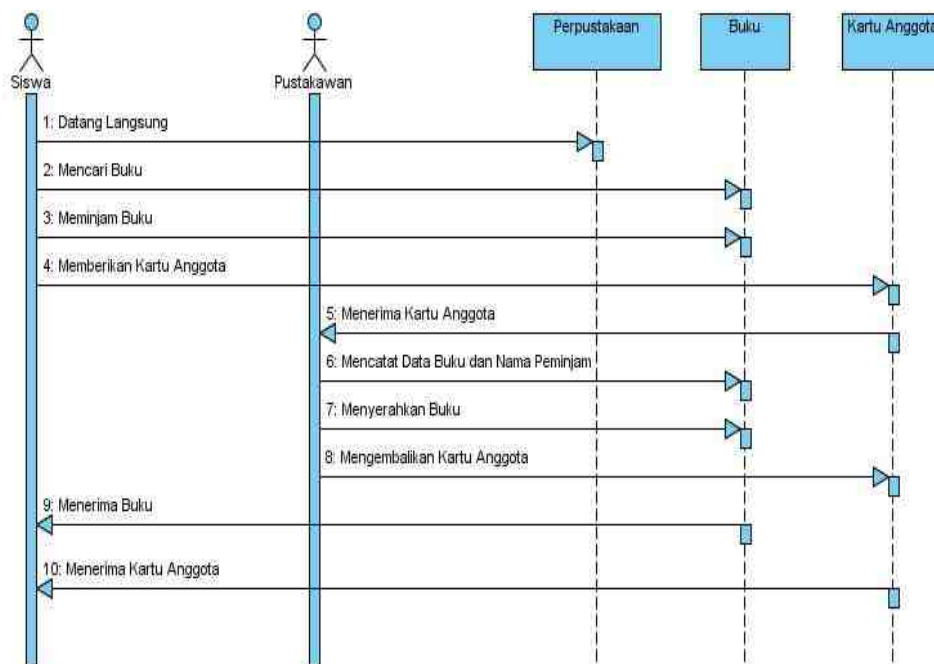 Perpustakaan
Buku
Kartu Anggota
Siswa
Pustakawan
1: Datang Langsung
2: Mencari Buku
3: Meminjam Buku
4: Memberikan Kartu Anggota
5: Menerima Kartu Anggota
6: Mencatat Data Buku dan Nama Peminjam
7: Menyerahkan Buku
8: Mengembalikan Kartu Anggota
9: Menerima Buku
10: Menerima Kartu Anggota